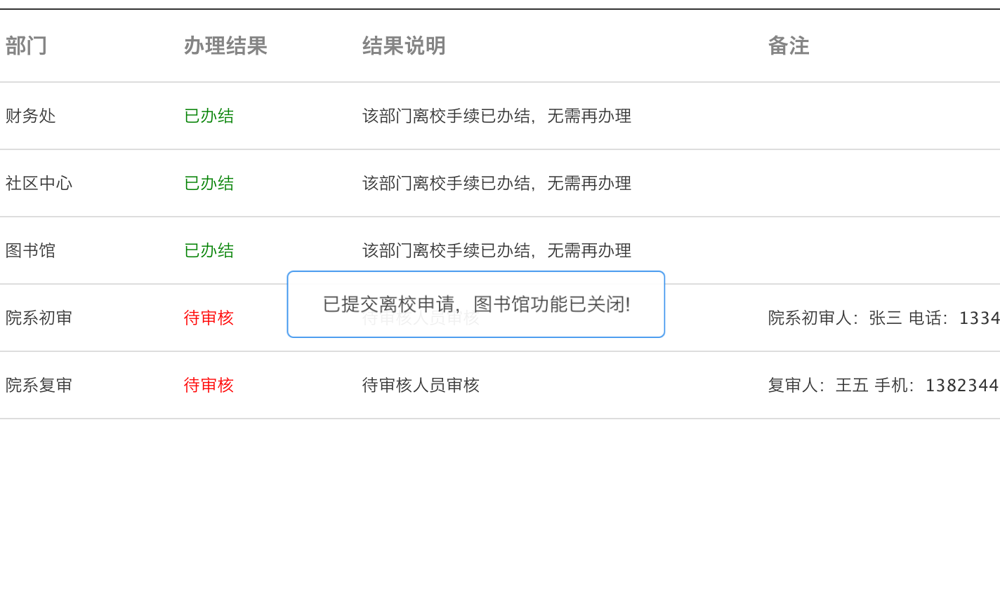 部门 办理结果 结果说明 备注
财务处 已办结 该部门离校手续已办结，无需再办理
社区中心 已办结 该部门离校手续已办结，无需再办理
图书馆 已办结 该部门离校手续已办结，无需再办理
已提交离校申请，图书馆功能已关闭!
院系初审 待审核 待审核人员审核 院系初审人：张三 电话：1334
院系复审 待审核 待审核人员审核 复审人：王五 手机：1382344